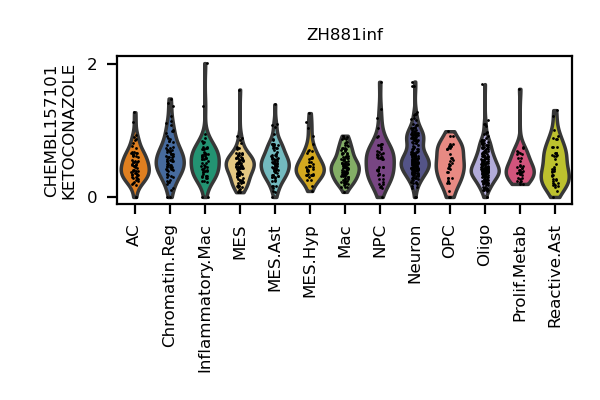 ZH881inf
CHEMBL157101
KETOCONAZOLE
2
0
AC
Chromatin.Reg
Inflammatory.Mac
MES
MES.Ast
MES.Hyp
Mac
NPC
Neuron
OPC
Oligo
Prolif.Metab
Reactive.Ast